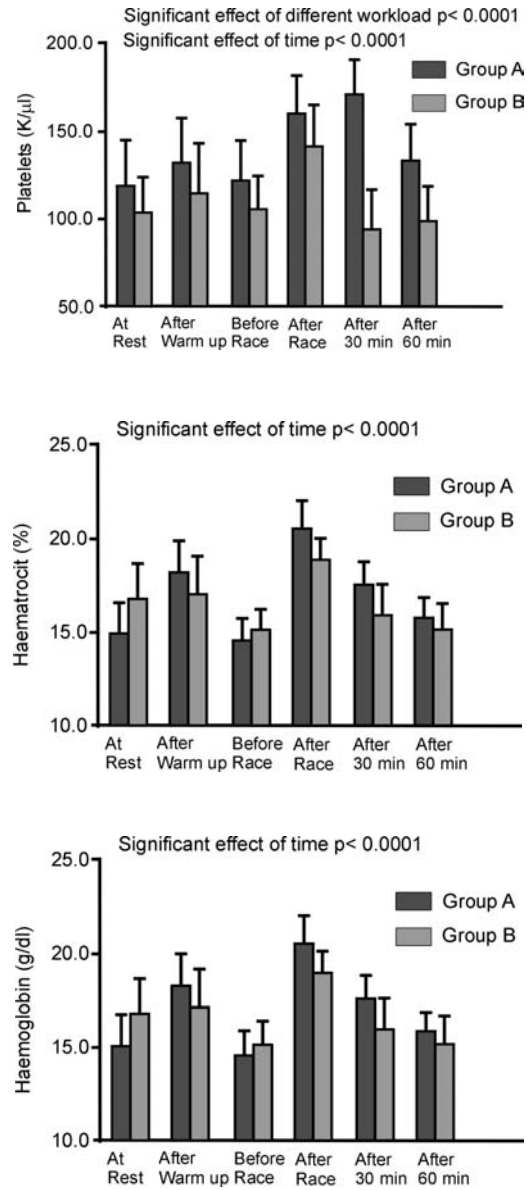 Significant effect of different workload p< 0.0001
Significant effect of time p< 0.0001
200.0
150.0
100.0
50.0
Platelets (K/µl)
Group A
Group B
At Rest
After Warm up
Before Race
After Race
After 30 min
After 60 min
Significant effect of time p< 0.0001
25.0
20.0
15.0
10.0
Haematrocit (%)
Group A
Group B
At Rest
After Warm up
Before Race
After Race
After 30 min
After 60 min
Significant effect of time p< 0.0001
25.0
20.0
15.0
10.0
Haemoglobin (g/dl)
Group A
Group B
At Rest
After Warm up
Before Race
After Race
After 30 min
After 60 min